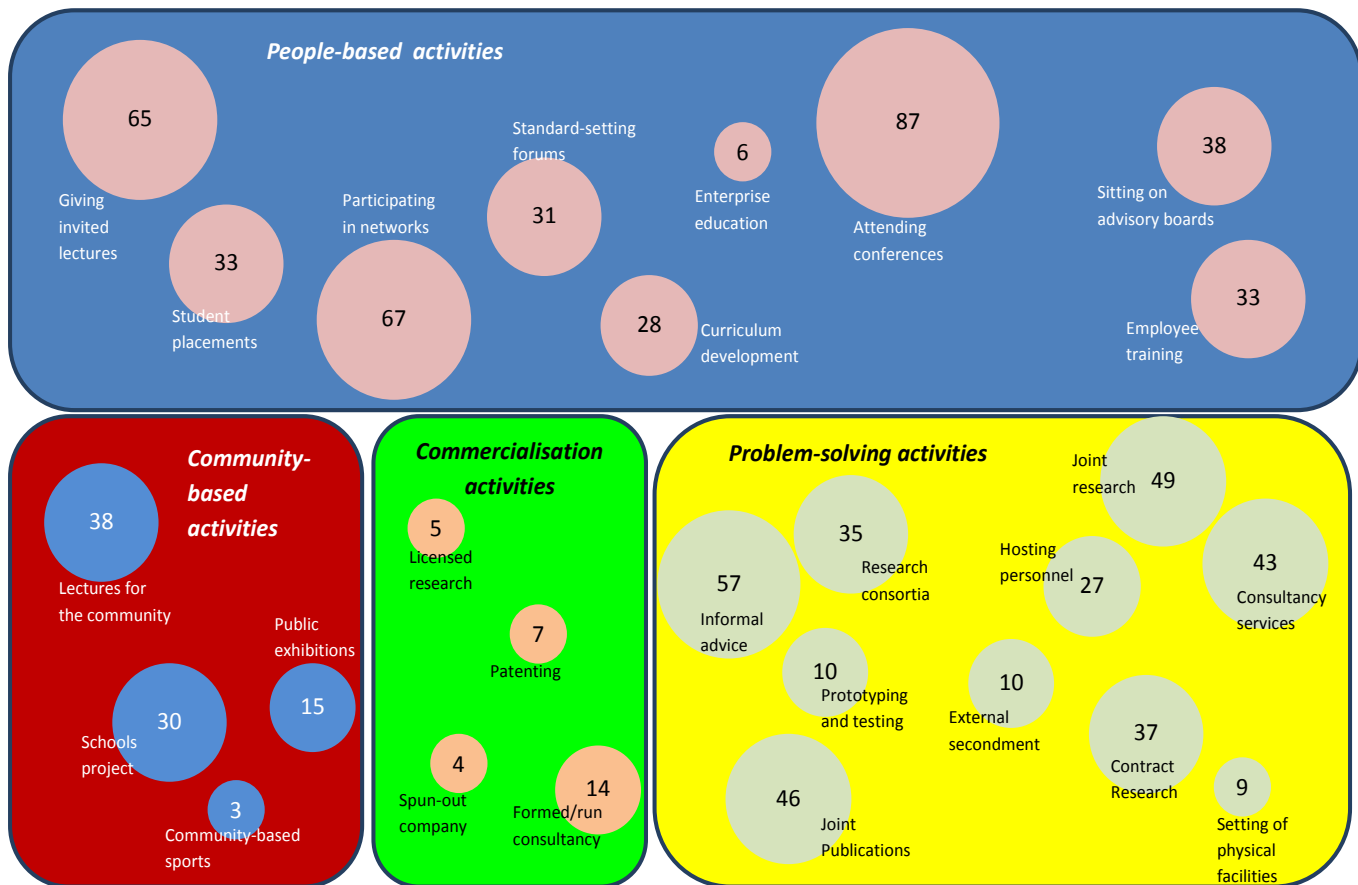 People-based activities
65
Giving
invited
lectures
33
Student
placements
Participating
in networks
67
Standard-setting
forums
31
28
Curriculum
development
6
Enterprise
education
87
Attending
conferences
38
Sitting on
advisory boards
33
Employee
training
Community-
based
activities
38
Lectures for
the community
Public
exhibitions
15
30
Schools
project
3
Community-based
sports
Commercialisation
activities
5
Licensed
research
7
Patenting
4
Spun-out
company
14
Formed/run
consultancy
Problem-solving activities
57
Informal
advice
35
Research
consortia
Joint
research
49
Hosting
personnel
27
43
Consultancy
services
10
Prototyping
and testing
10
External
secondment
37
Contract
Research
46
Joint
Publications
9
Setting of
physical
facilities